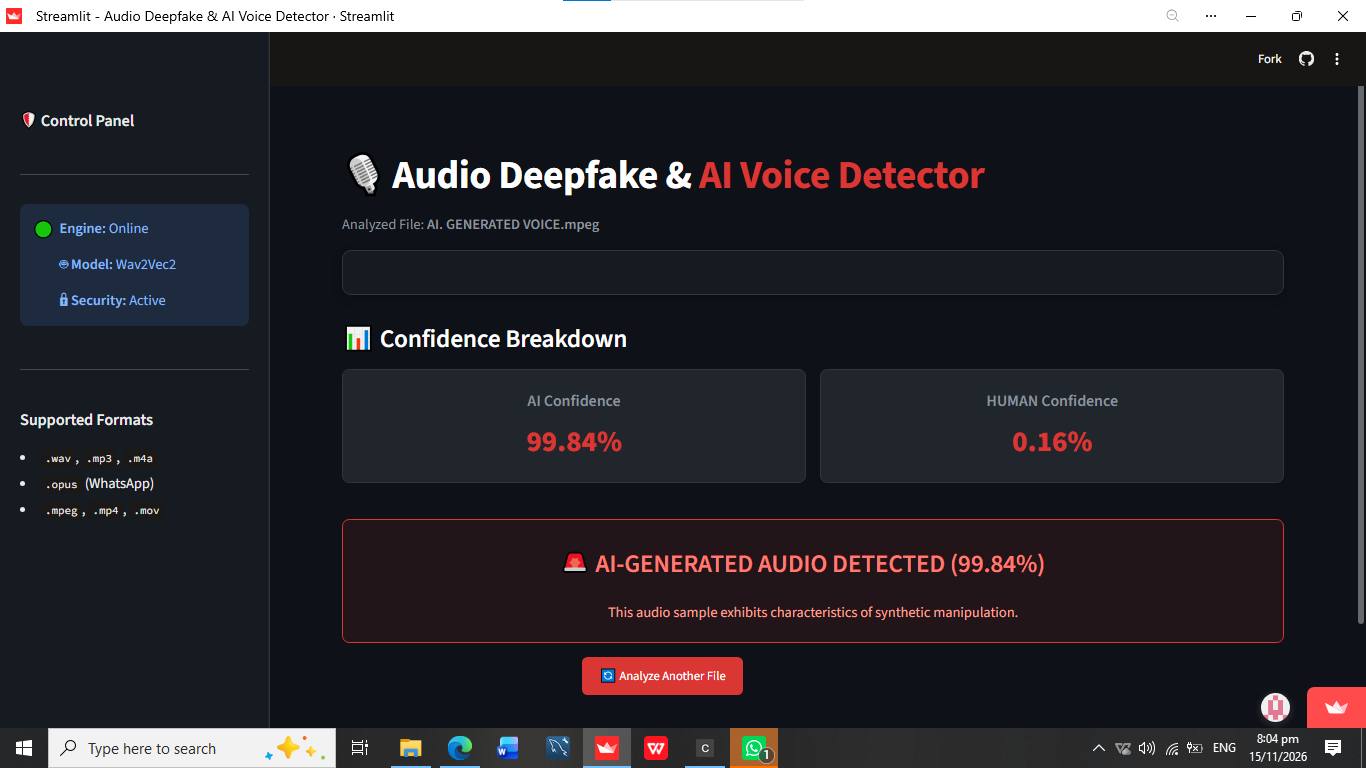 Streamlit - Audio Deepfake & AI Voice Detector · Streamlit
Fork
Control Panel
Engine: Online
Model: Wav2Vec2
Security: Active
Supported Formats
.wav, .mp3, .m4a
.opus (WhatsApp)
.mpeg, .mp4, .mov
Audio Deepfake & AI Voice Detector
Analyzed File: AI. GENERATED VOICE.mpeg
Confidence Breakdown
AI Confidence
99.84%
HUMAN Confidence
0.16%
AI-GENERATED AUDIO DETECTED (99.84%)
This audio sample exhibits characteristics of synthetic manipulation.
Analyze Another File
Type here to search
W
W
C
1
ENG
8:04 pm
15/11/2026